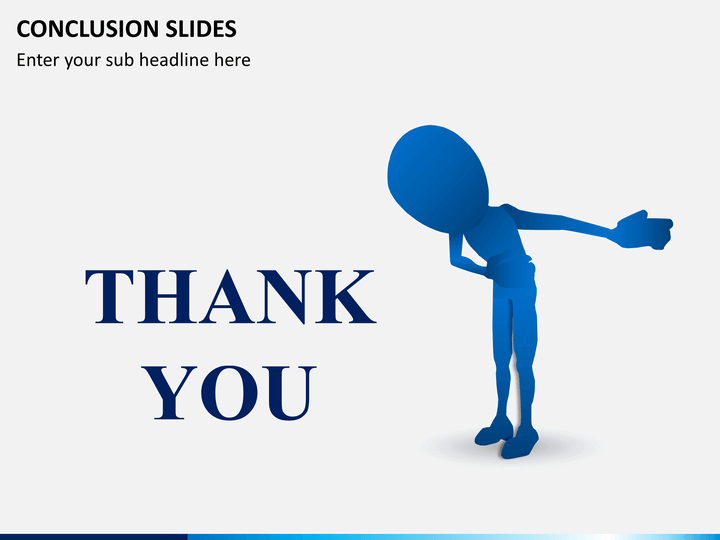 CONCLUSION SLIDES
Enter your sub headline here
THANK
YOU